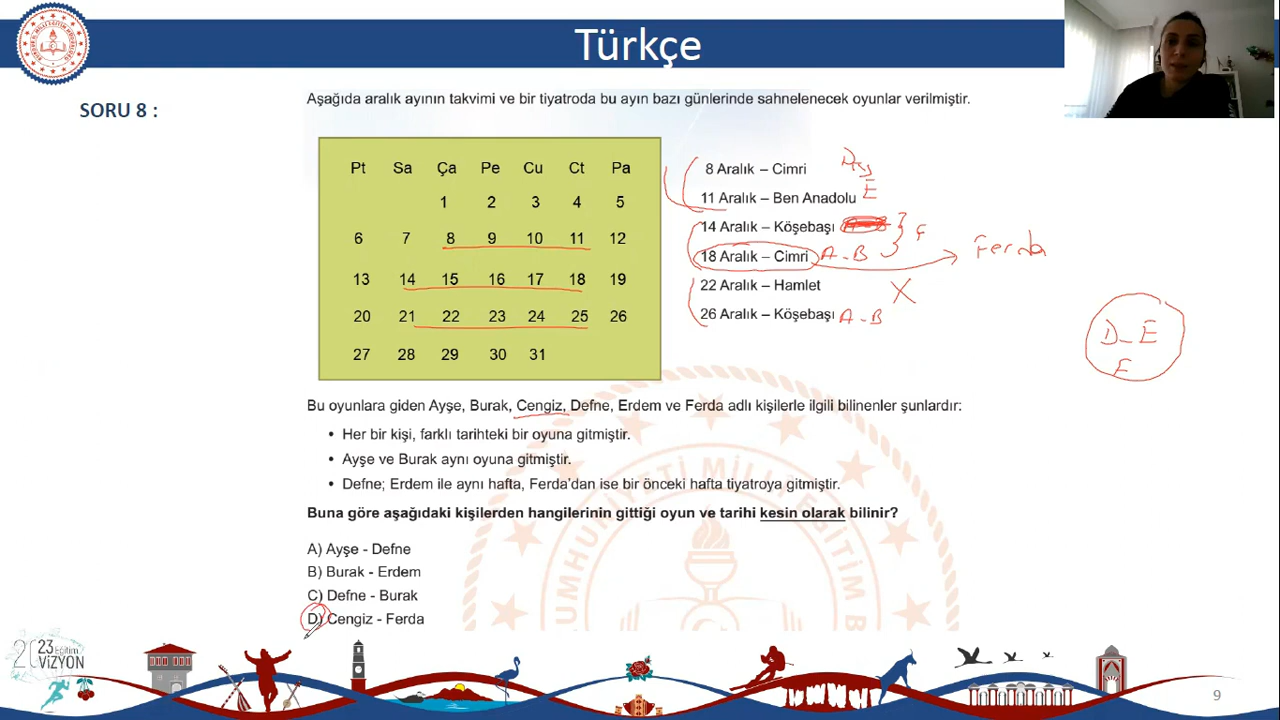 Türkçe
SORU 8 :
Aşağıda aralık ayının takvimi ve bir tiyatroda bu ayın bazı günlerinde sahnelenecek oyunlar verilmiştir.
Pt Sa Ça Pe Cu Ct Pa
1 2 3 4 5
6 7 8 9 10 11 12
13 14 15 16 17 18 19
20 21 22 23 24 25 26
27 28 29 30 31
8 Aralık – Cimri
11 Aralık – Ben Anadolu E
14 Aralık – Köşebaşı
18 Aralık – Cimri A-B Ferda
22 Aralık – Hamlet X
26 Aralık – Köşebaşı A-B
D-E
F
Bu oyunlara giden Ayşe, Burak, Cengiz, Defne, Erdem ve Ferda adlı kişilerle ilgili bilinenler şunlardır:
• Her bir kişi, farklı tarihteki bir oyuna gitmiştir.
• Ayşe ve Burak aynı oyuna gitmiştir.
• Defne; Erdem ile aynı hafta, Ferda’dan ise bir önceki hafta tiyatroya gitmiştir.
Buna göre aşağıdaki kişilerden hangilerinin gittiği oyun ve tarihi kesin olarak bilinir?
A) Ayşe - Defne
B) Burak - Erdem
C) Defne - Burak
D) Cengiz - Ferda
2023 Eğitim
VİZYON
9